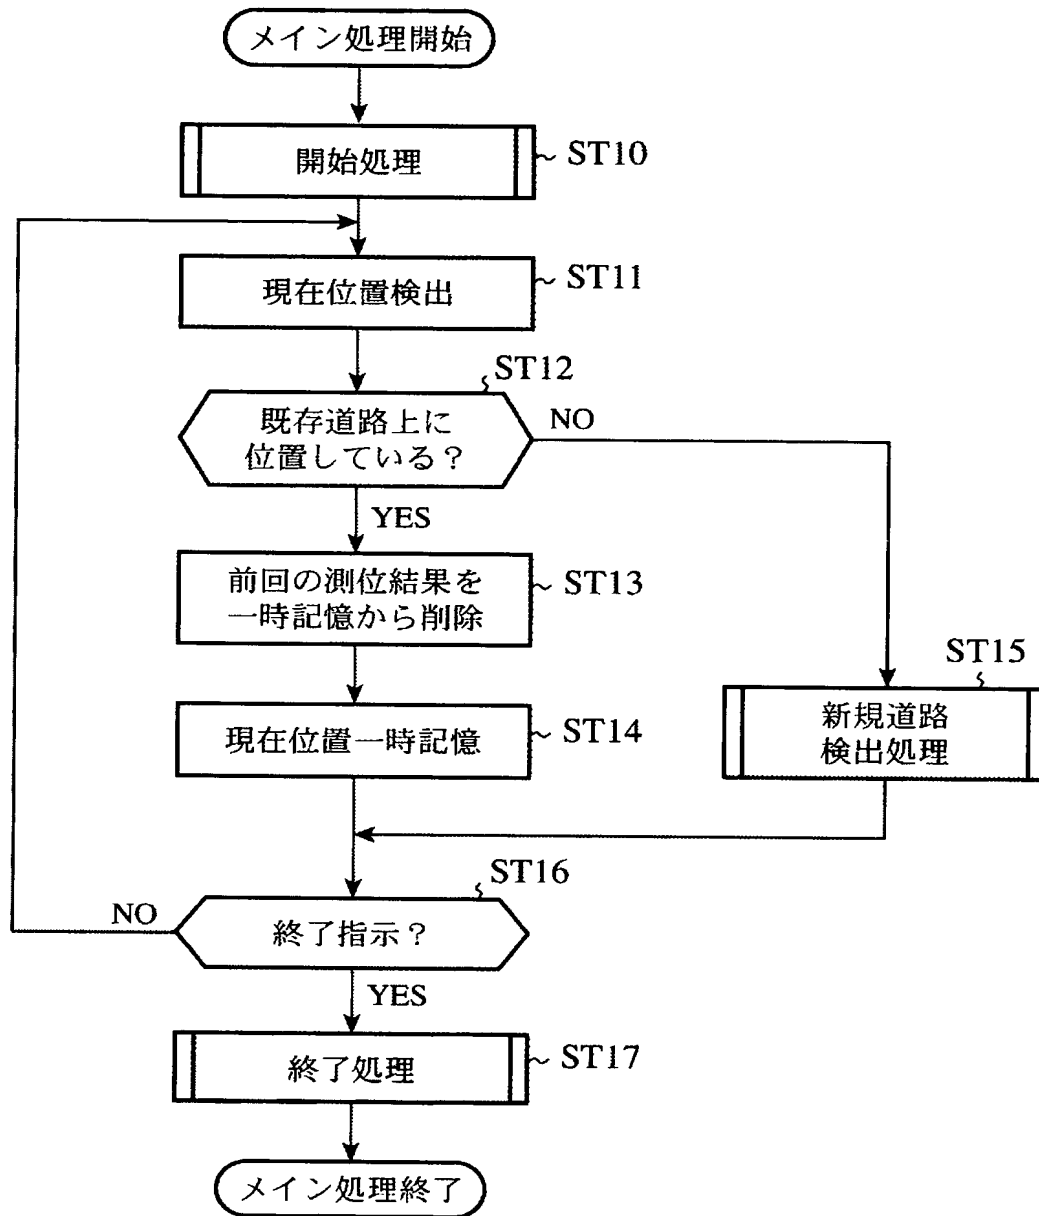 メイン処理開始
開始処理
ST10
現在位置検出
ST11
ST12
既存道路上に
位置している?
NO
YES
前回の測位結果を
一時記憶から削除
ST13
現在位置一時記憶
ST14
ST15
新規道路
検出処理
ST16
終了指示?
NO
YES
終了処理
ST17
メイン処理終了